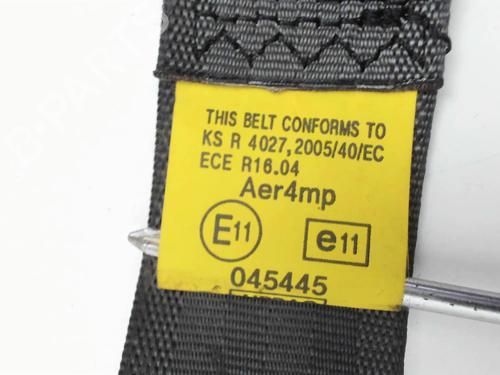 THIS BELT CONFORMS TO
KS R 4027, 2005/40/EC
ECE R16.04
Aer4mp
E11 e11
045445